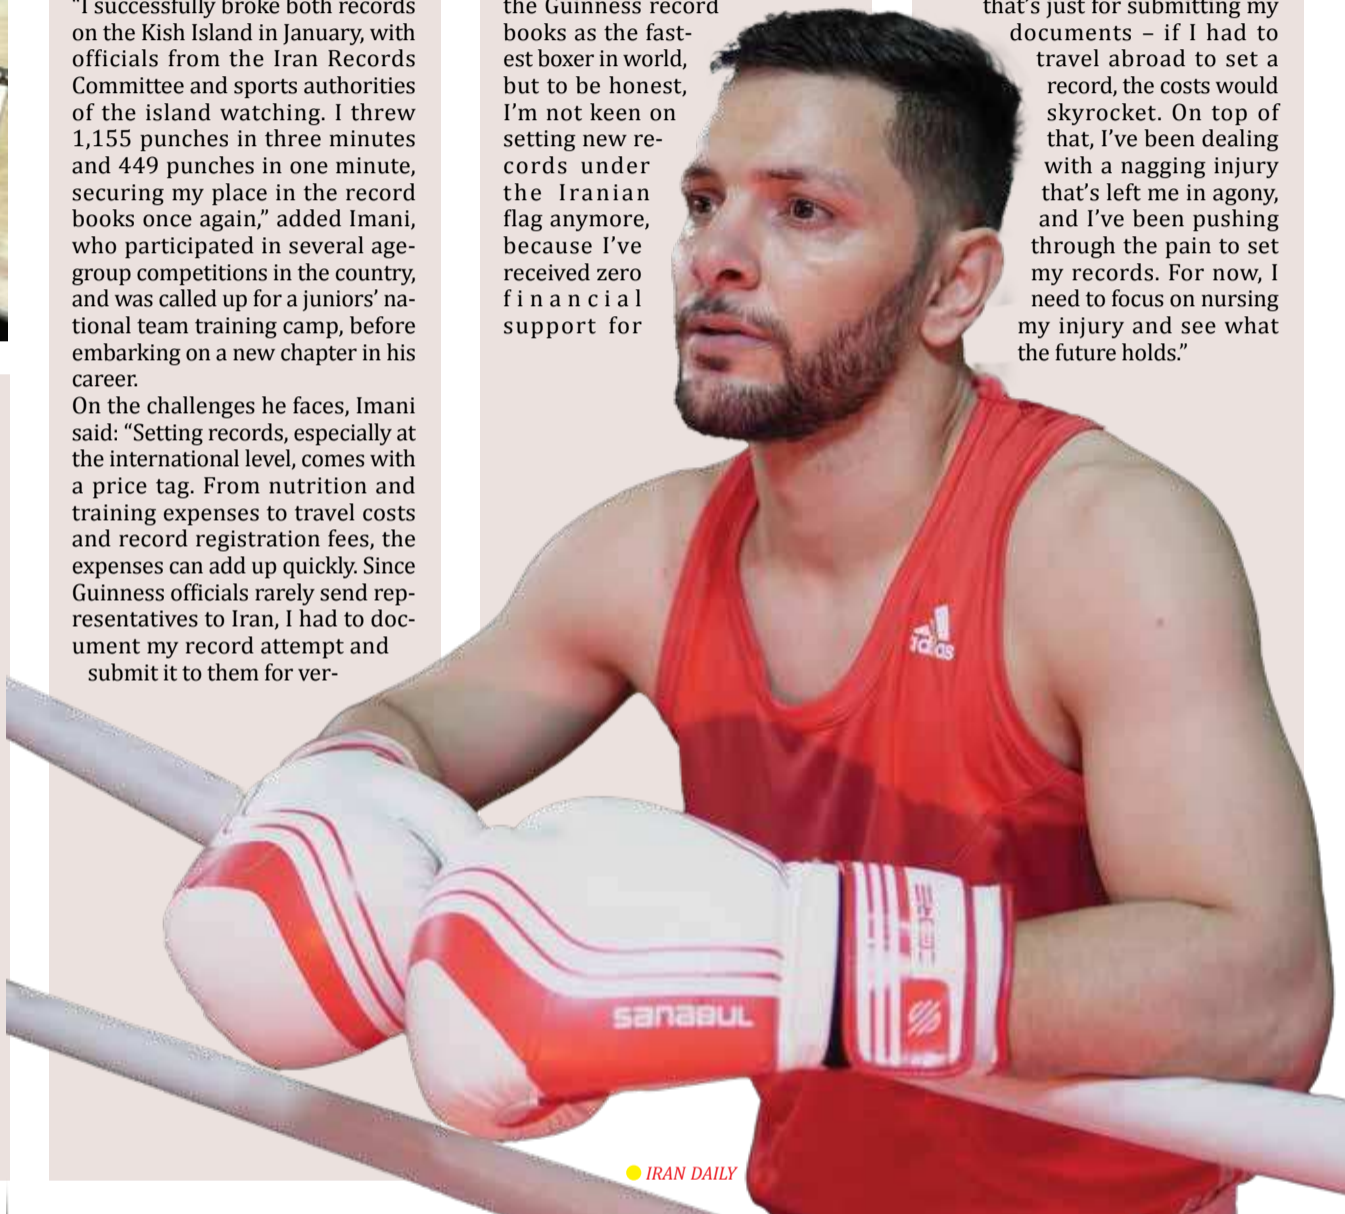 “I successfully broke both records
on the Kish Island in January, with
officials from the Iran Records
Committee and sports authorities
of the island watching. I threw
1,155 punches in three minutes
and 449 punches in one minute,
securing my place in the record
books once again,” added Imani,
who participated in several age-
group competitions in the country,
and was called up for a juniors’ na-
tional team training camp, before
embarking on a new chapter in his
career.
On the challenges he faces, Imani
said: “Setting records, especially at
the international level, comes with
a price tag. From nutrition and
training expenses to travel costs
and record registration fees, the
expenses can add up quickly. Since
Guinness officials rarely send rep-
resentatives to Iran, I had to doc-
ument my record attempt and
submit it to them for ver-
the Guinness record
books as the fast-
est boxer in world,
but to be honest,
I’m not keen on
setting new re-
cords under
the Iranian
flag anymore,
because I’ve
received zero
financial
support for
that’s just for submitting my
documents – if I had to
travel abroad to set a
record, the costs would
skyrocket. On top of
that, I’ve been dealing
with a nagging injury
that’s left me in agony,
and I’ve been pushing
through the pain to set
my records. For now, I
need to focus on nursing
my injury and see what
the future holds.”
adidas
CORE
SANABUL
IRAN DAILY